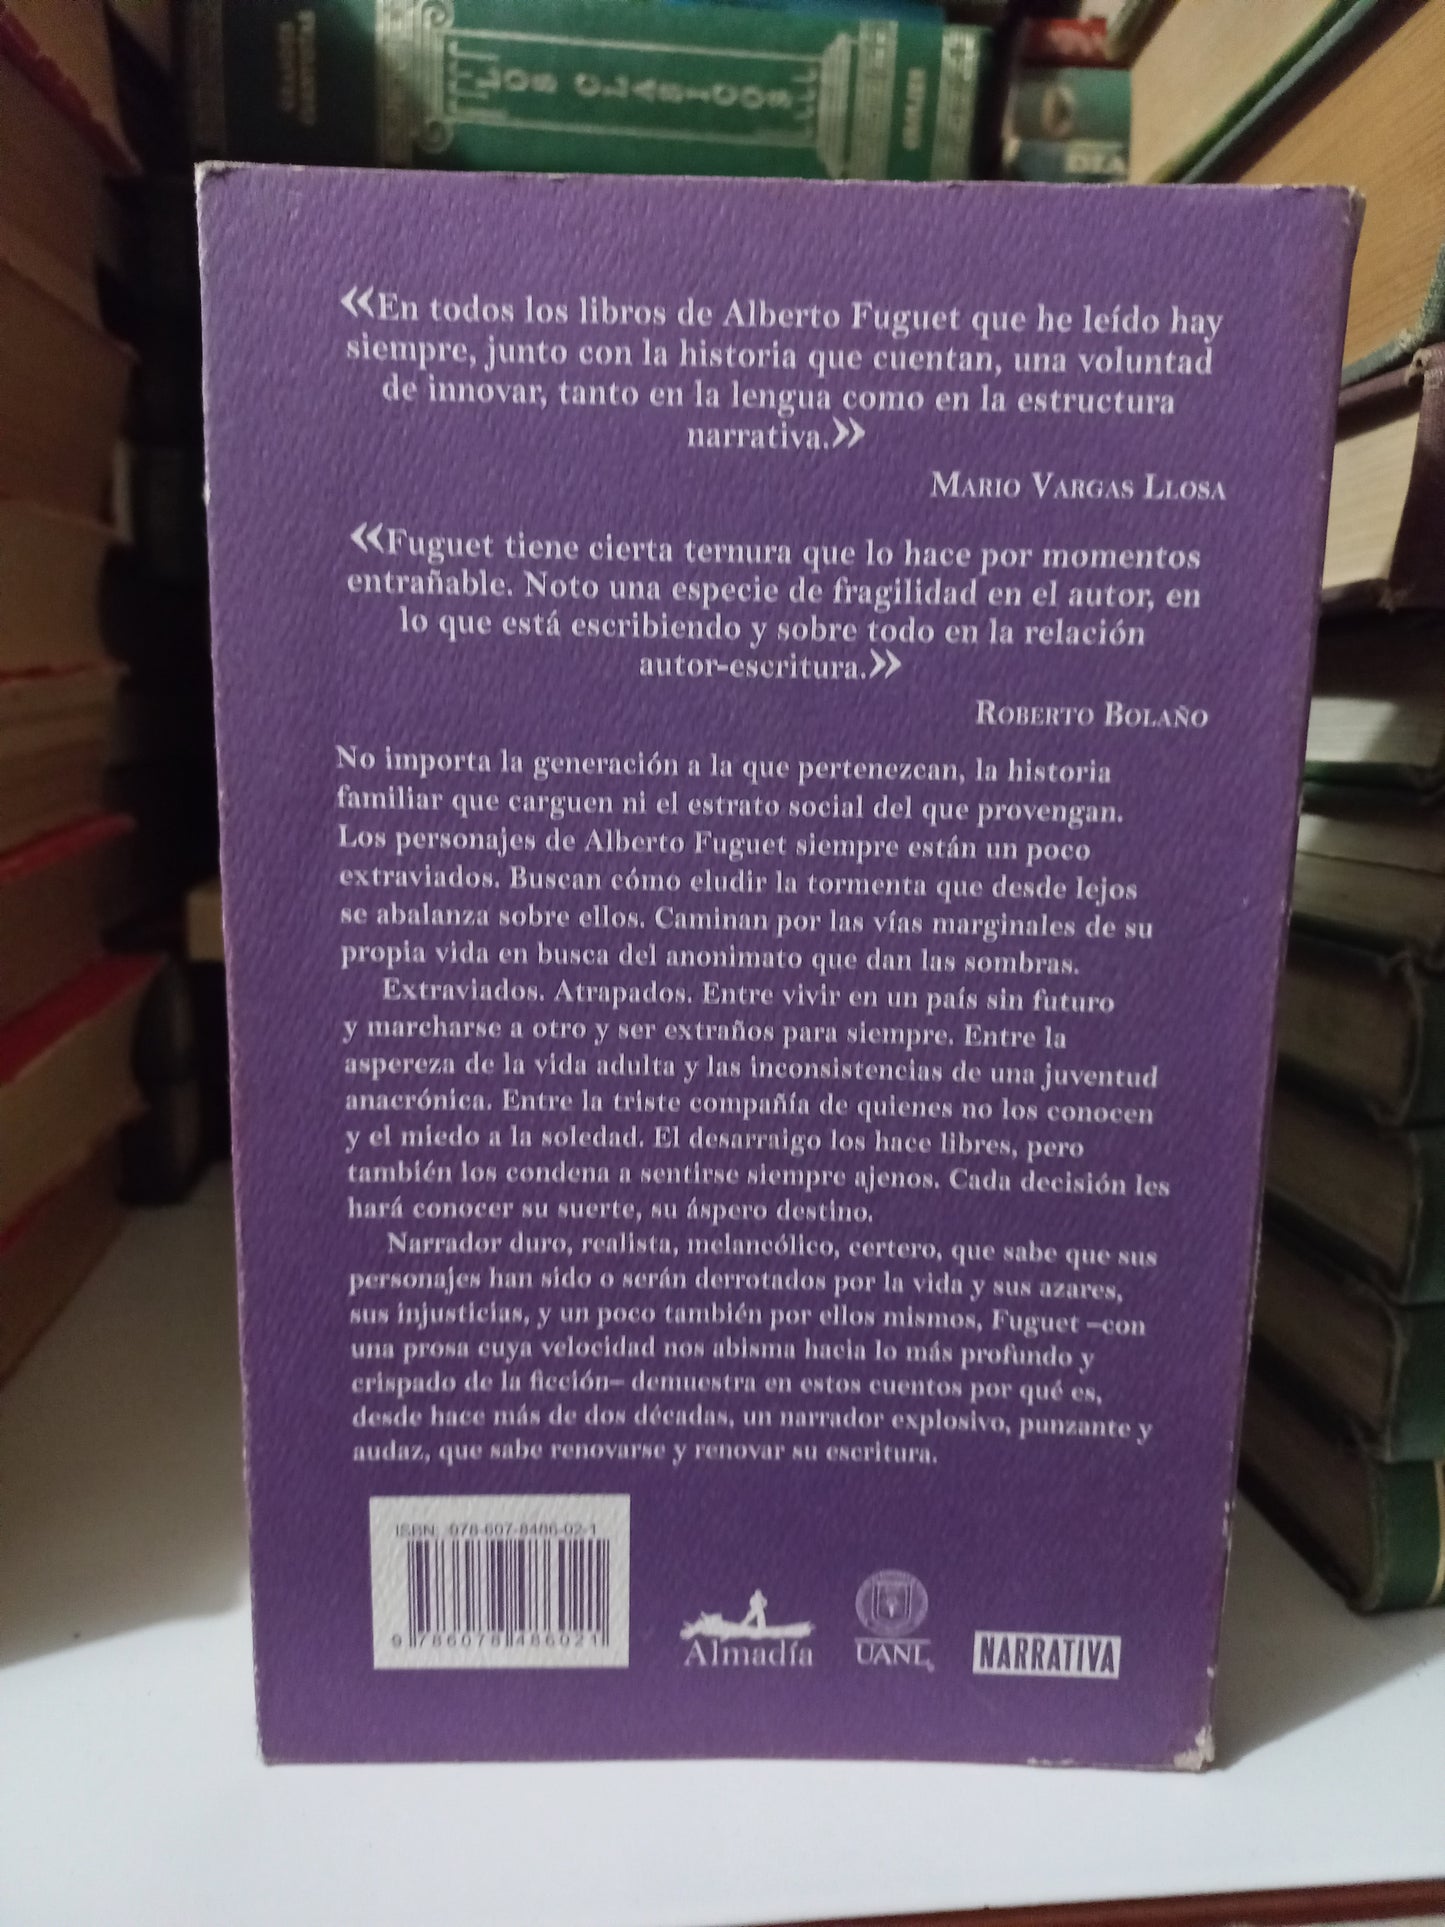 LOS CLASICOS
DIA
«En todos los libros de Alberto Fuguet que he leído hay
siempre, junto con la historia que cuentan, una voluntad
de innovar, tanto en la lengua como en la estructura
narrativa.»
MARIO VARGAS LLOSA
«Fuguet tiene cierta ternura que lo hace por momentos
entrañable. Noto una especie de fragilidad en el autor, en
lo que está escribiendo y sobre todo en la relación
autor-escritura.»
ROBERTO BOLAÑO
No importa la generación a la que pertenezcan, la historia
familiar que carguen ni el estrato social del que provengan.
Los personajes de Alberto Fuguet siempre están un poco
extraviados. Buscan cómo eludir la tormenta que desde lejos
se abalanza sobre ellos. Caminan por las vías marginales de su
propia vida en busca del anonimato que dan las sombras.
Extraviados. Atrapados. Entre vivir en un país sin futuro
y marcharse a otro y ser extraños para siempre. Entre la
aspereza de la vida adulta y las inconsistencias de una juventud
anacrónica. Entre la triste compañía de quienes no los conocen
y el miedo a la soledad. El desarraigo los hace libres, pero
también los condena a sentirse siempre ajenos. Cada decisión les
hará conocer su suerte, su áspero destino.
Narrador duro, realista, melancólico, certero, que sabe que sus
personajes han sido o serán derrotados por la vida y sus azares,
sus injusticias, y un poco también por ellos mismos, Fuguet –con
una prosa cuya velocidad nos abisma hacia lo más profundo y
crispado de la ficción– demuestra en estos cuentos por qué es,
desde hace más de dos décadas, un narrador explosivo, punzante y
audaz, que sabe renovarse y renovar su escritura.
ISBN: 978-607-8486-02-1
9 786078 486021
Almadía
UANL
NARRATIVA